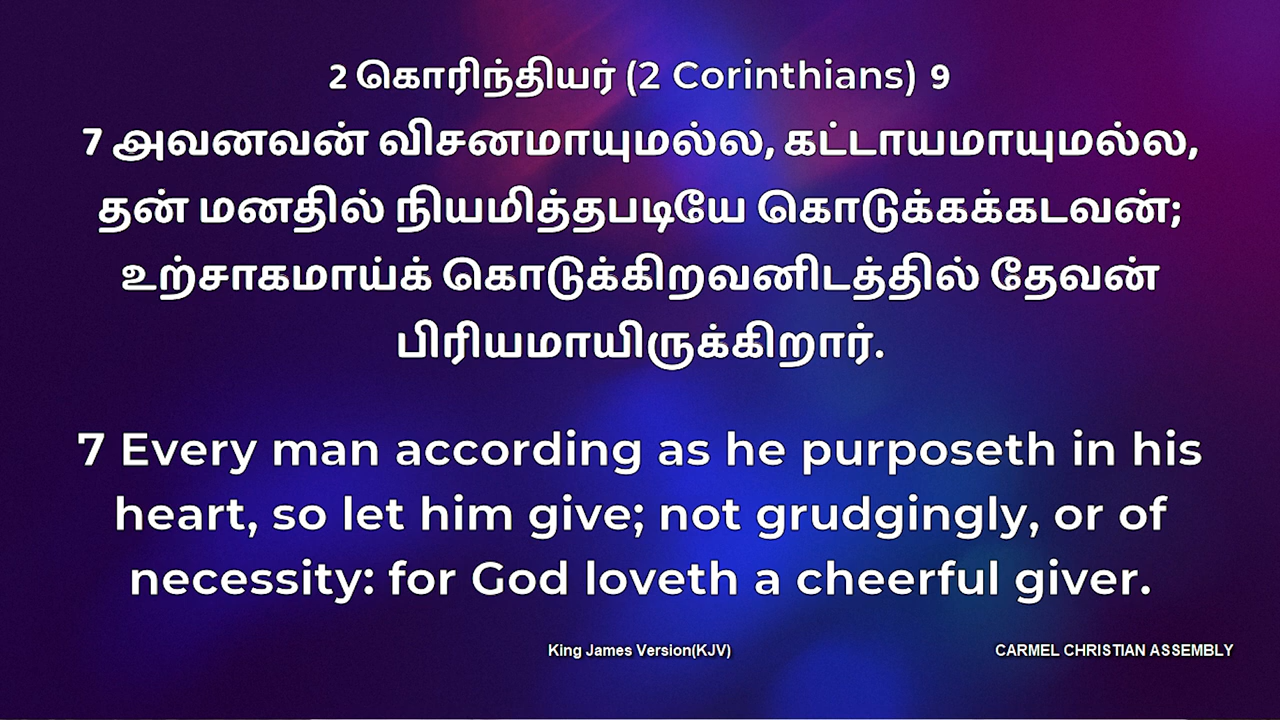 2 கொரிந்தியர் (2 Corinthians) 9
7 அவனவன் விசனமாயுமல்ல, கட்டாயமாயுமல்ல,
தன் மனதில் நியமித்தபடியே கொடுக்கக்கடவன்;
உற்சாகமாய்க் கொடுக்கிறவனிடத்தில் தேவன்
பிரியமாயிருக்கிறார்.
7 Every man according as he purposeth in his
heart, so let him give; not grudgingly, or of
necessity: for God loveth a cheerful giver.
King James Version(KJV)
CARMEL CHRISTIAN ASSEMBLY